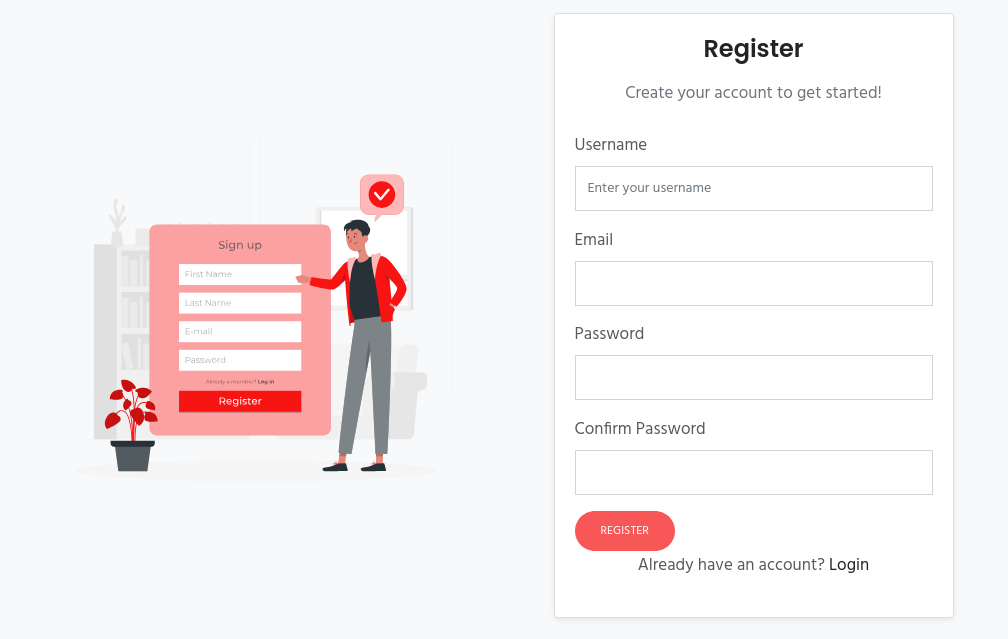 Sign up
First Name
Last Name
E-mail
Password
Already a member? Log in
Register
Register
Create your account to get started!
Username
Enter your username
Email
Password
Confirm Password
REGISTER
Already have an account? Login